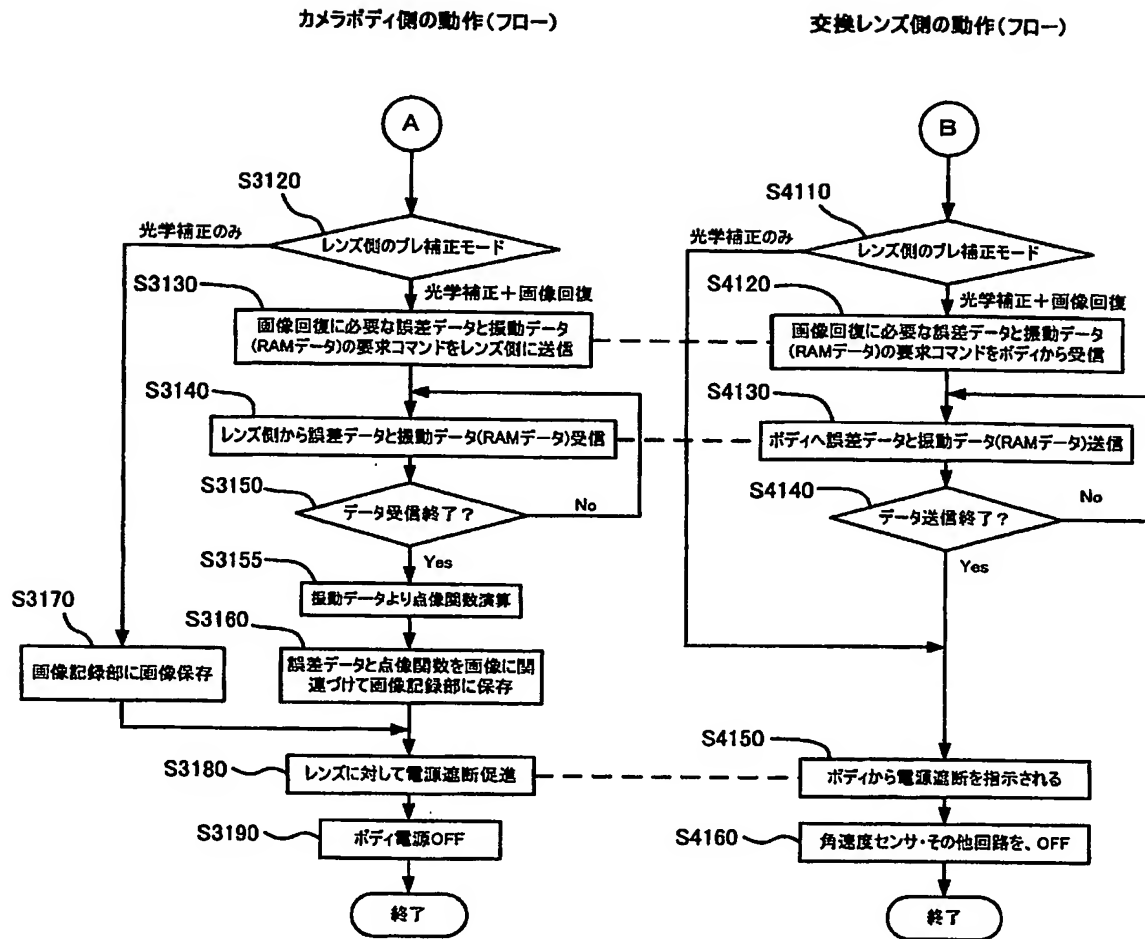 カメラボディ側の動作(フロー)
A
S3120
光学補正のみ
レンズ側のブレ補正モード
光学補正+画像回復
S3130
画像回復に必要な誤差データと振動データ
(RAMデータ)の要求コマンドをレンズ側に送信
S3140
レンズ側から誤差データと振動データ(RAMデータ)受信
S3150
データ受信終了?
No
Yes
S3155
振動データより点像関数演算
S3160
誤差データと点像関数を画像に関
連づけて画像記録部に保存
S3170
画像記録部に画像保存
S3180
レンズに対して電源遮断促進
S3190
ボディ電源OFF
終了
交換レンズ側の動作(フロー)
B
S4110
光学補正のみ
レンズ側のブレ補正モード
光学補正+画像回復
S4120
画像回復に必要な誤差データと振動データ
(RAMデータ)の要求コマンドをボディから受信
S4130
ボディへ誤差データと振動データ(RAMデータ)送信
S4140
データ送信終了?
No
Yes
S4150
ボディから電源遮断を指示される
S4160
角速度センサ・その他回路を、OFF
終了